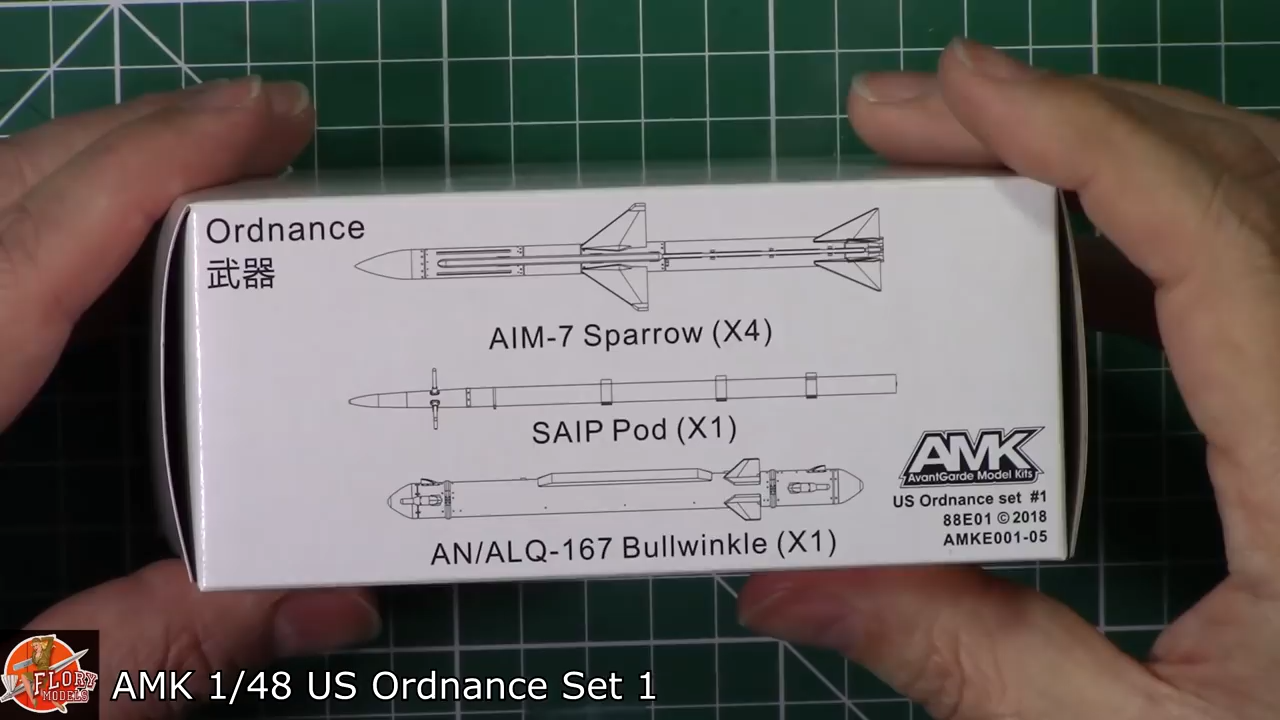 Ordnance
武器
AIM-7 Sparrow (X4)
SAIP Pod (X1)
AN/ALQ-167 Bullwinkle (X1)
AMK
AvantGarde Model Kits
US Ordnance set #1
88E01 ©2018
AMKE001-05
FLORY
MODELS
AMK 1/48 US Ordnance Set 1